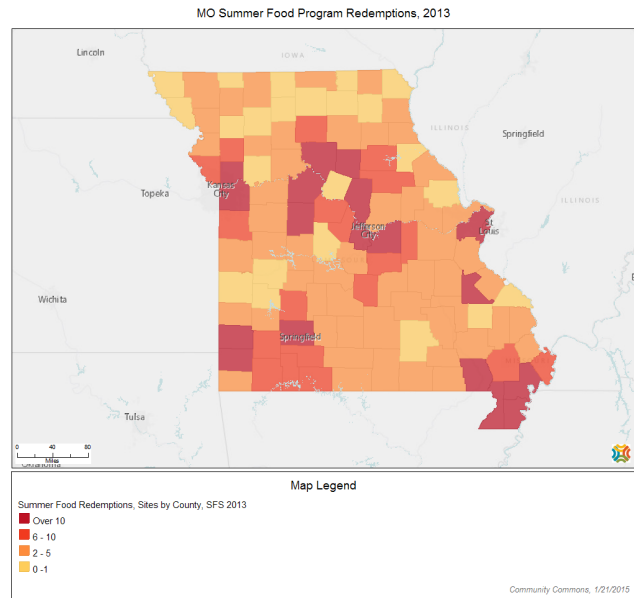 MO Summer Food Program Redemptions, 2013
Lincoln
IOWA
ILLINOIS
Springfield
Topeka
Kansas
City
ILLINOIS
St
Louis
Jefferson
City
Wichita
Springfield
Tulsa
0 40 80
Miles
Oklahoma
Map Legend
Summer Food Redemptions, Sites by County, SFS 2013
Over 10
6 - 10
2 - 5
0 -1
Community Commons, 1/21/2015